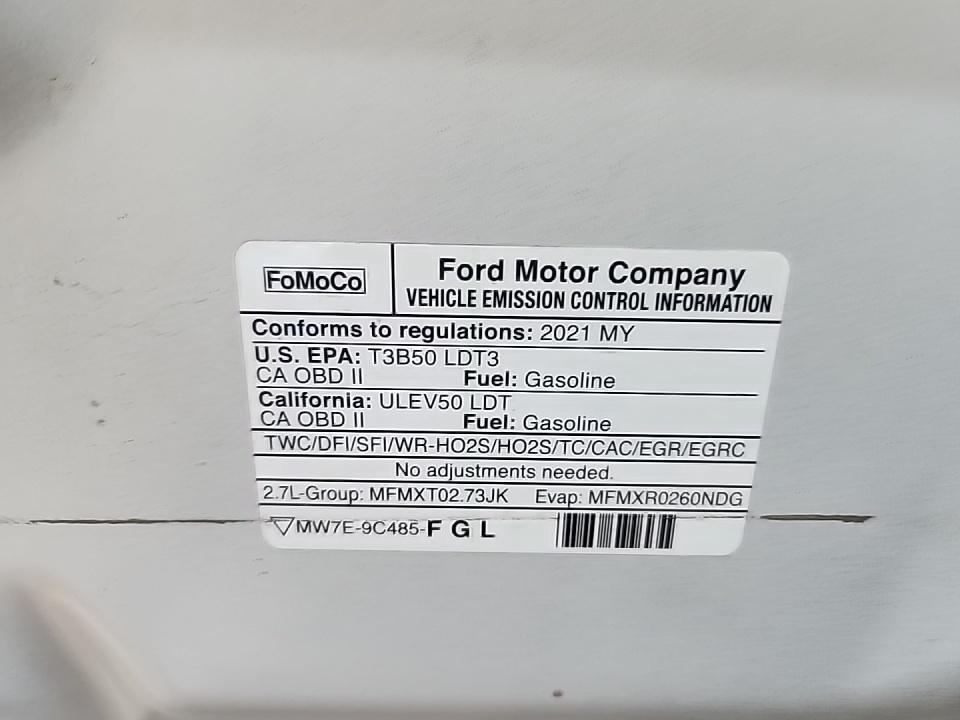 FoMoCo
Ford Motor Company
VEHICLE EMISSION CONTROL INFORMATION
Conforms to regulations: 2021 MY
U.S. EPA: T3B50 LDT3
CA OBD II Fuel: Gasoline
California: ULEV50 LDT
CA OBD II Fuel: Gasoline
TWC/DFI/SFI/WR-HO2S/HO2S/TC/CAC/EGR/EGRC
No adjustments needed.
2.7L-Group: MFMXT02.73JK Evap: MFMXR0260NDG
MW7E-9C485-F G L